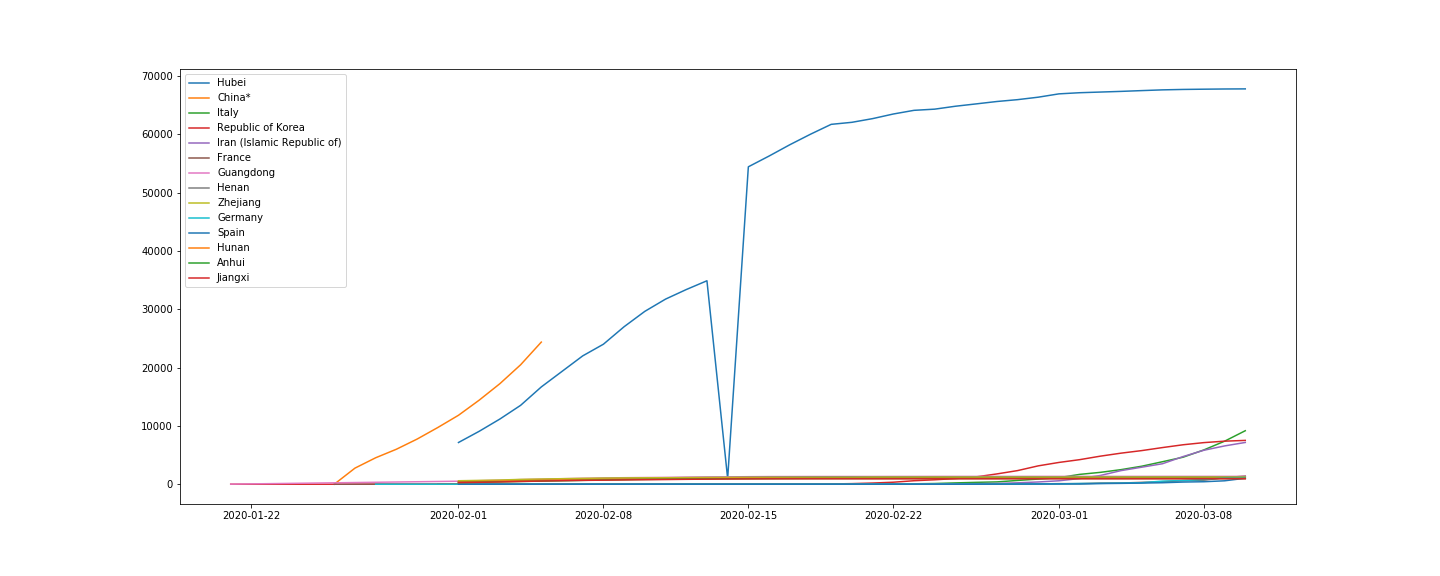 70000
60000
50000
40000
30000
20000
10000
0
Hubei
China*
Italy
Republic of Korea
Iran (Islamic Republic of)
France
Guangdong
Henan
Zhejiang
Germany
Spain
Hunan
Anhui
Jiangxi
2020-01-22 2020-02-01 2020-02-08 2020-02-15 2020-02-22 2020-03-01 2020-03-08